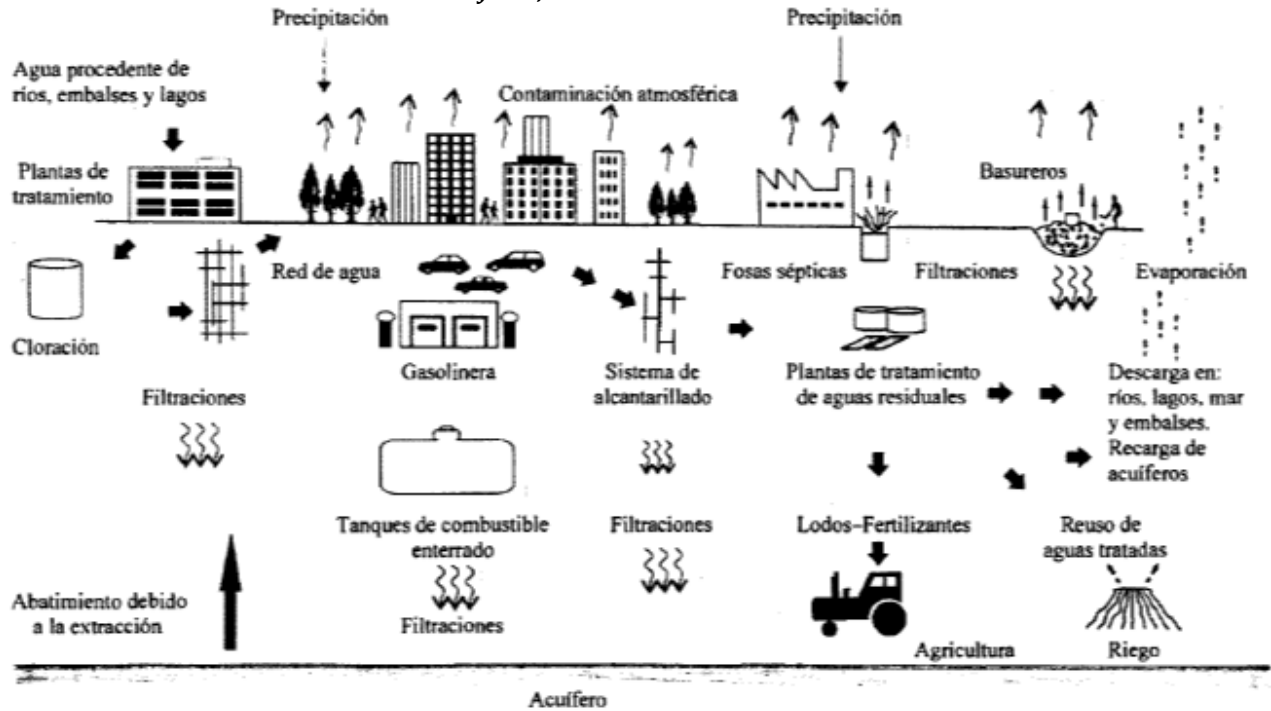 Precipitación
Precipitación
Agua procedente de
ríos, embalses y lagos
Contaminación atmosférica
Plantas de
tratamiento
Basureros
Red de agua
Fosas sépticas
Filtraciones
Evaporación
Cloración
Gasolinera
Sistema de
alcantarillado
Plantas de tratamiento
de aguas residuales
Descarga en:
ríos, lagos, mar
y embalses.
Recarga de
acuíferos
Filtraciones
Tanques de combustible
enterrado
Filtraciones
Lodos-Fertilizantes
Reuso de
aguas tratadas
Abatimiento debido
a la extracción
Filtraciones
Agricultura
Riego
Acuífero